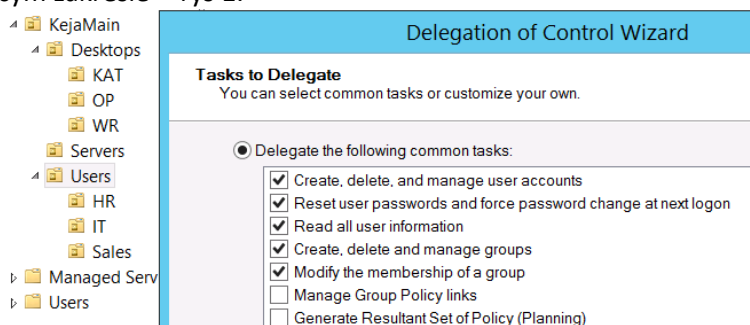 KejaMain
Desktops
KAT
OP
WR
Servers
Users
HR
IT
Sales
Managed Serv
Users
Delegation of Control Wizard
Tasks to Delegate
You can select common tasks or customize your own.
Delegate the following common tasks:
Create, delete, and manage user accounts
Reset user passwords and force password change at next logon
Read all user information
Create, delete and manage groups
Modify the membership of a group
Manage Group Policy links
Generate Resultant Set of Policy (Planning)